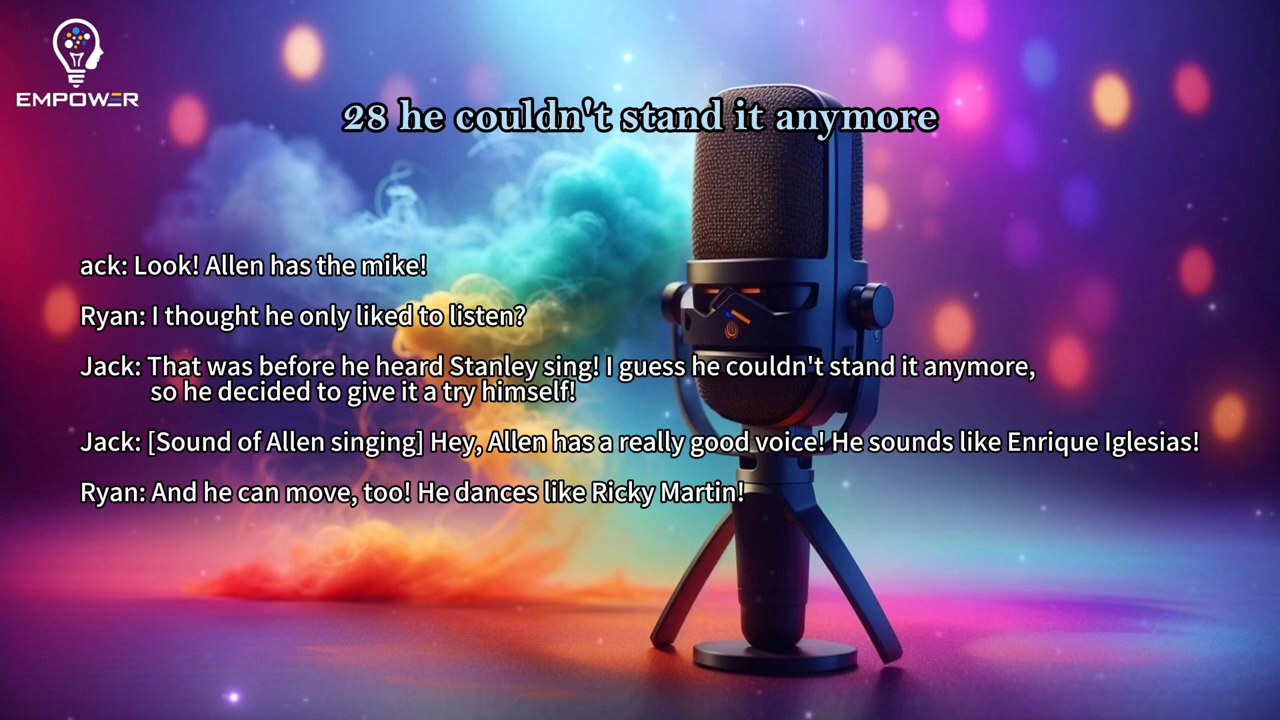 EMPOWER
28 he couldn't stand it anymore
ack: Look! Allen has the mike!
Ryan: I thought he only liked to listen?
Jack: That was before he heard Stanley sing! I guess he couldn't stand it anymore,
so he decided to give it a try himself!
Jack: [Sound of Allen singing] Hey, Allen has a really good voice! He sounds like Enrique Iglesias!
Ryan: And he can move, too! He dances like Ricky Martin!